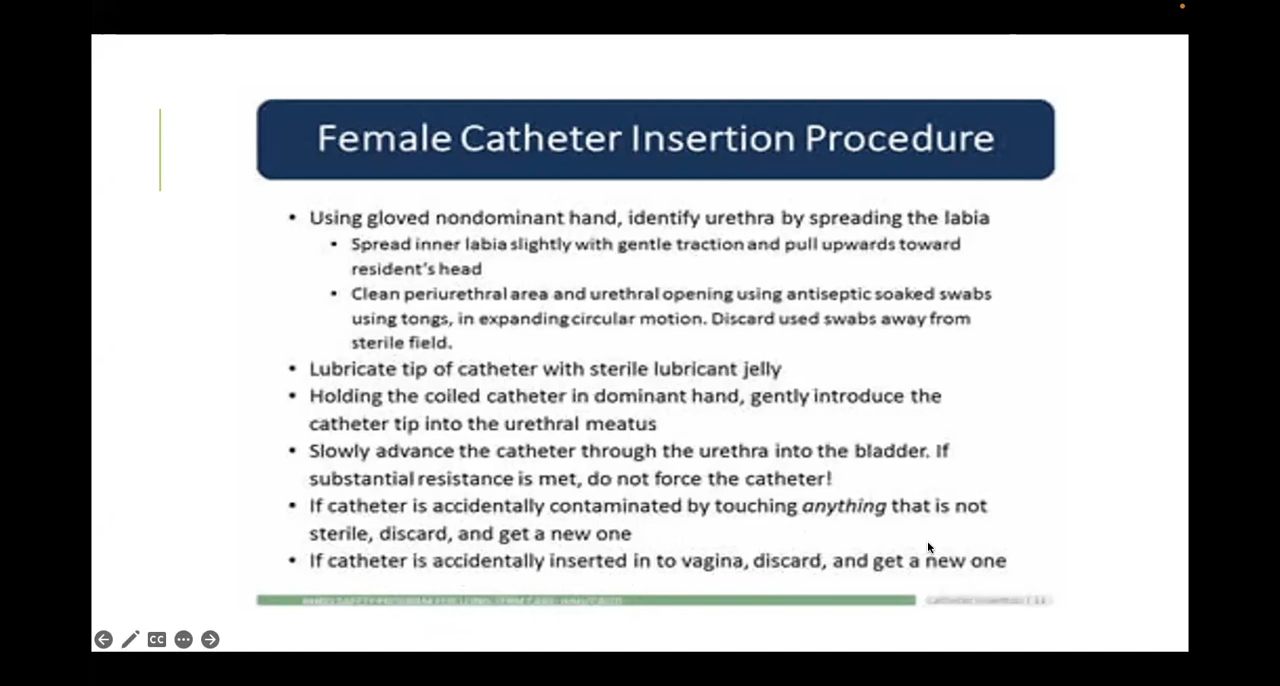 Female Catheter Insertion Procedure
• Using gloved nondominant hand, identify urethra by spreading the labia
• Spread inner labia slightly with gentle traction and pull upwards toward
resident's head
• Clean periurethral area and urethral opening using antiseptic soaked swabs
using tongs, in expanding circular motion. Discard used swabs away from
sterile field.
• Lubricate tip of catheter with sterile lubricant jelly
• Holding the coiled catheter in dominant hand, gently introduce the
catheter tip into the urethral meatus
• Slowly advance the catheter through the urethra into the bladder. If
substantial resistance is met, do not force the catheter!
• If catheter is accidentally contaminated by touching anything that is not
sterile, discard, and get a new one
• If catheter is accidentally inserted in to vagina, discard, and get a new one
Catheter Insertion | 11
CC